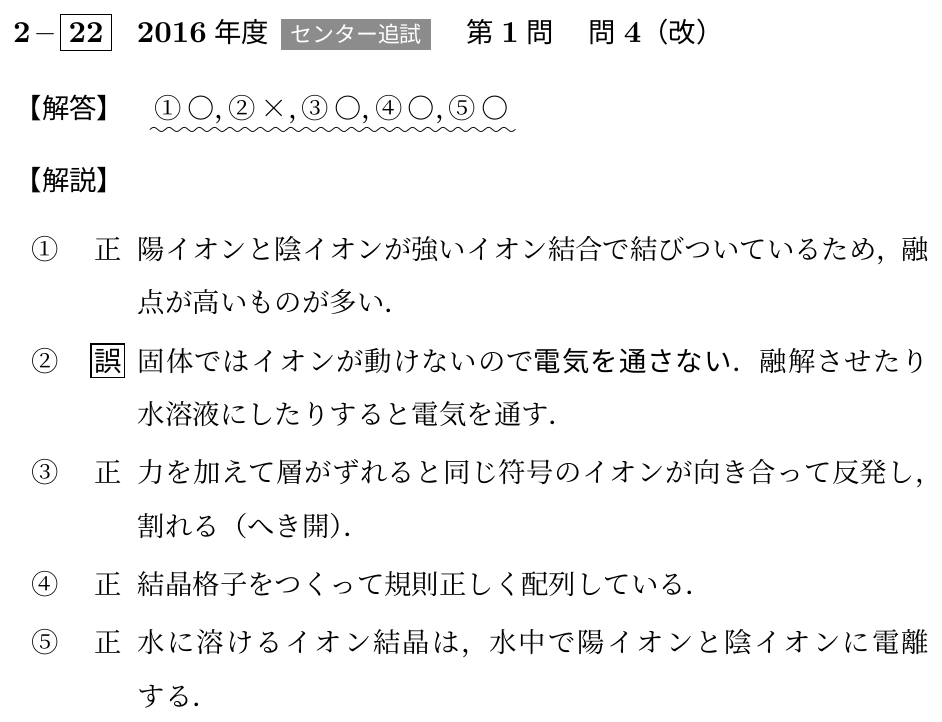 2－22 2016 年度 センター追試 第 1 問 問 4（改）
【解答】 ①○,②×,③○,④○,⑤○
【解説】
① 正 陽イオンと陰イオンが強いイオン結合で結びついているため，融
点が高いものが多い．
② 誤 固体ではイオンが動けないので電気を通さない．融解させたり
水溶液にしたりすると電気を通す．
③ 正 力を加えて層がずれると同じ符号のイオンが向き合って反発し，
割れる（へき開）．
④ 正 結晶格子をつくって規則正しく配列している．
⑤ 正 水に溶けるイオン結晶は，水中で陽イオンと陰イオンに電離
する．